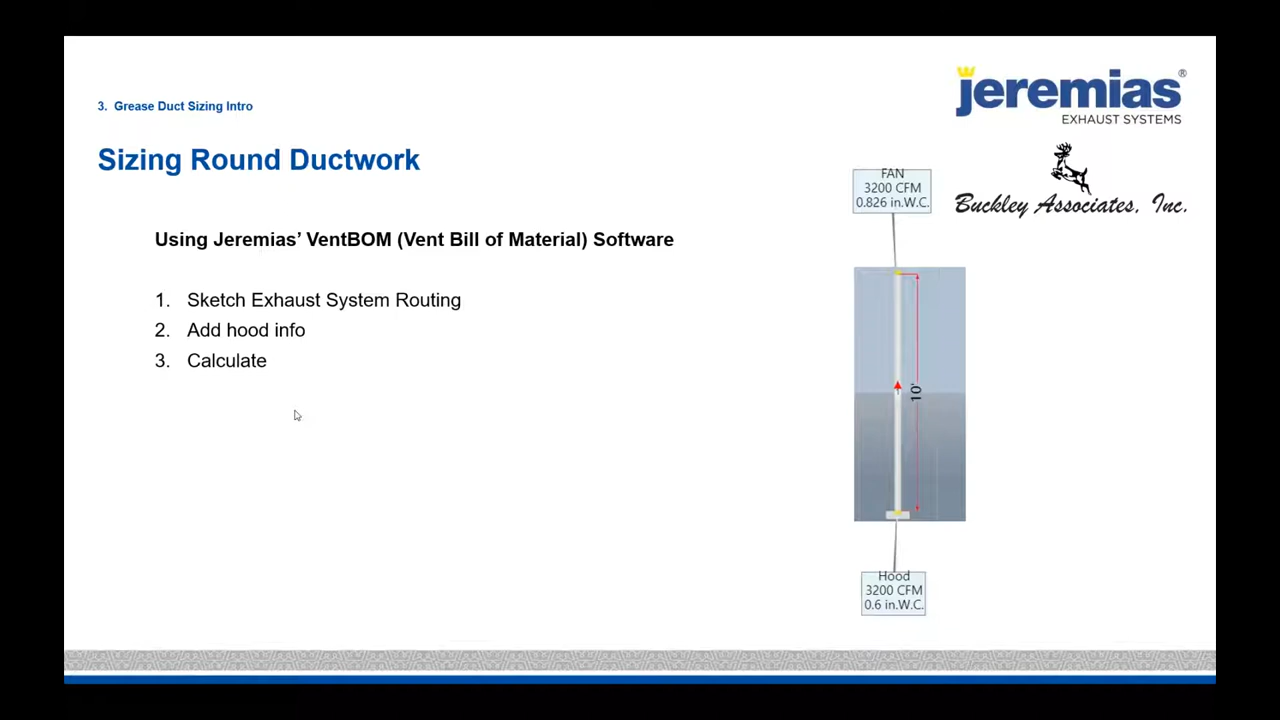 3. Grease Duct Sizing Intro
jeremias®
EXHAUST SYSTEMS
Sizing Round Ductwork
Buckley Associates, Inc.
FAN
3200 CFM
0.826 in.W.C.
Using Jeremias’ VentBOM (Vent Bill of Material) Software
1. Sketch Exhaust System Routing
2. Add hood info
3. Calculate
10'
Hood
3200 CFM
0.6 in.W.C.